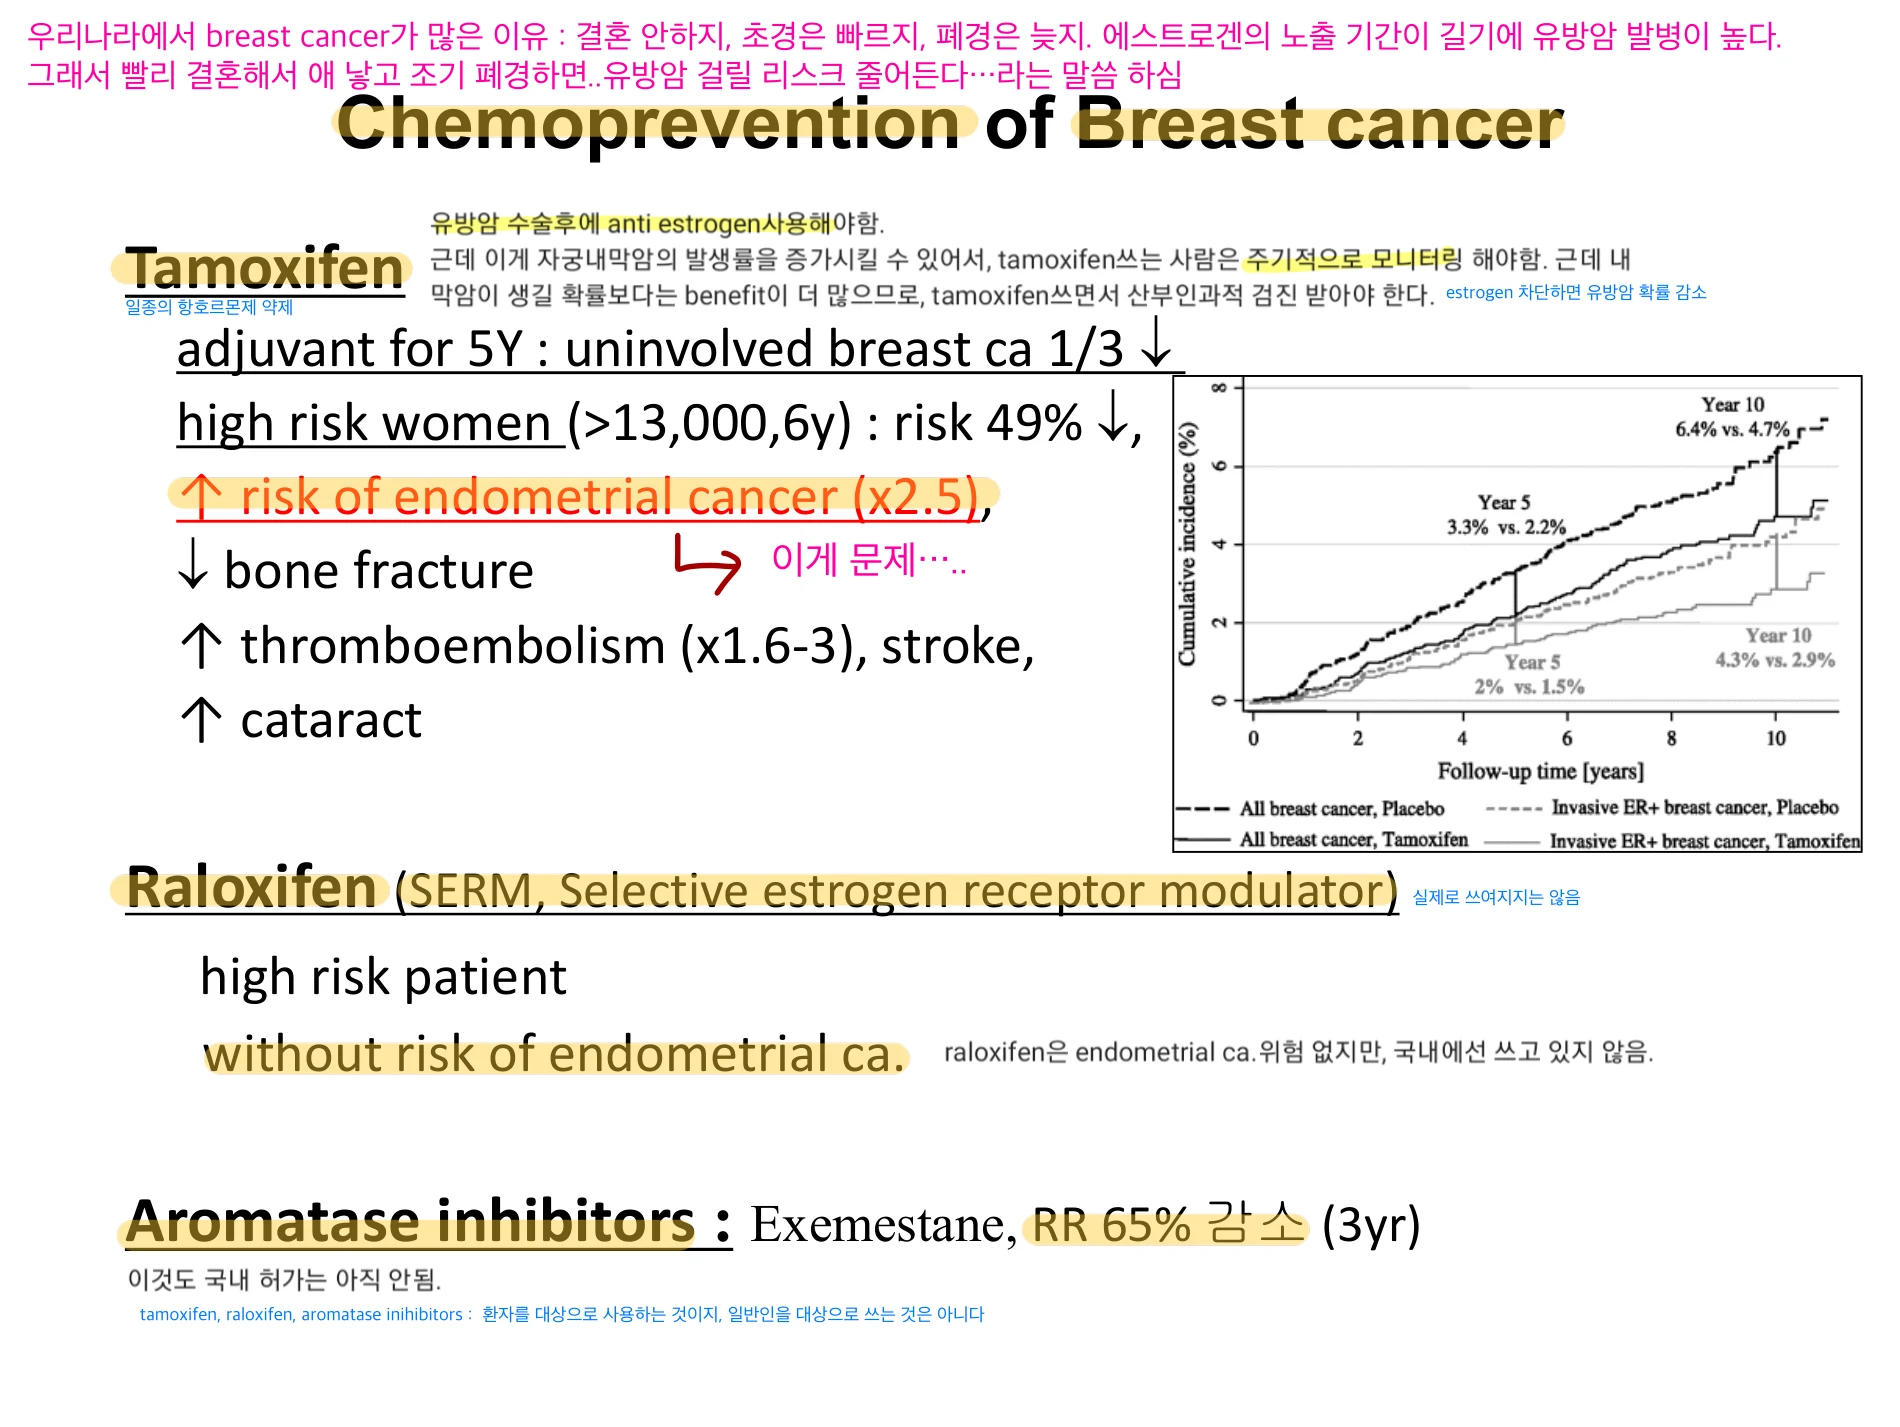 우리나라에서 breast cancer가 많은 이유 : 결혼 안하지, 초경은 빠르지, 폐경은 늦지. 에스트로겐의 노출 기간이 길기에 유방암 발병이 높다.
그래서 빨리 결혼해서 애 낳고 조기 폐경하면..유방암 걸릴 리스크 줄어든다…라는 말씀 하심
Chemoprevention of Breast cancer
유방암 수술후에 anti estrogen사용해야함.
Tamoxifen
근데 이게 자궁내막암의 발생률을 증가시킬 수 있어서, tamoxifen쓰는 사람은 주기적으로 모니터링 해야함. 근데 내
막암이 생길 확률보다는 benefit이 더 많으므로, tamoxifen쓰면서 산부인과적 검진 받아야 한다.
estrogen 차단하면 유방암 확률 감소
일종의 항호르몬제 약제
adjuvant for 5Y : uninvolved breast ca 1/3 ↓
high risk women (>13,000,6y) : risk 49% ↓,
↑ risk of endometrial cancer (x2.5),
이게 문제…..
↓ bone fracture
↑ thromboembolism (x1.6-3), stroke,
↑ cataract
Cumulative incidence (%)
8
6
4
2
0
Year 10
6.4% vs. 4.7%
Year 5
3.3% vs. 2.2%
Year 10
4.3% vs. 2.9%
Year 5
2% vs. 1.5%
0 2 4 6 8 10
Follow-up time [years]
All breast cancer, Placebo
Invasive ER+ breast cancer, Placebo
All breast cancer, Tamoxifen
Invasive ER+ breast cancer, Tamoxifen
Raloxifen (SERM, Selective estrogen receptor modulator)
실제로 쓰여지지는 않음
high risk patient
without risk of endometrial ca.
raloxifen은 endometrial ca.위험 없지만, 국내에선 쓰고 있지 않음.
Aromatase inhibitors : Exemestane, RR 65% 감소 (3yr)
이것도 국내 허가는 아직 안됨.
tamoxifen, raloxifen, aromatase inihibitors : 환자를 대상으로 사용하는 것이지, 일반인을 대상으로 쓰는 것은 아니다